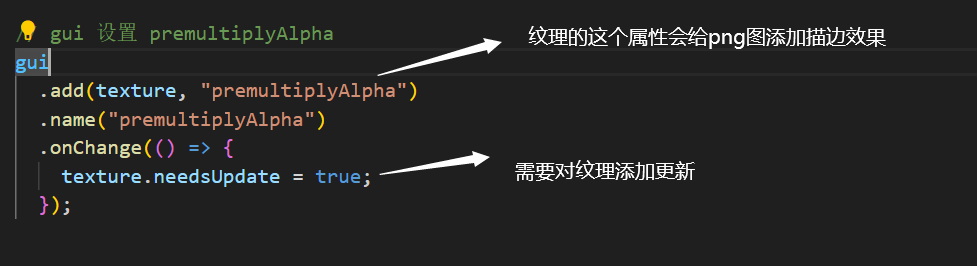 // gui 设置 premultiplyAlpha
纹理的这个属性会给png图添加描边效果
gui
.add(texture, "premultiplyAlpha")
.name("premultiplyAlpha")
.onChange(() => {
texture.needsUpdate = true;
需要对纹理添加更新
});